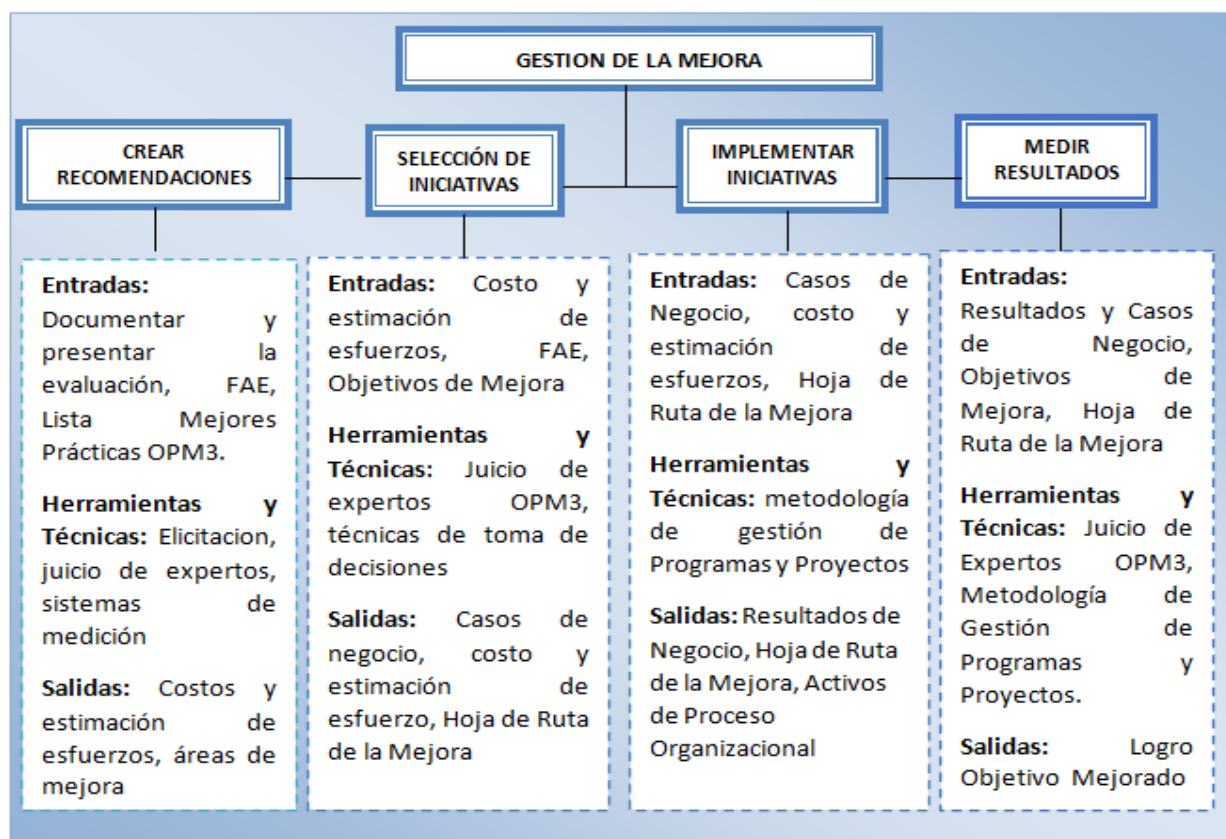 GESTION DE LA MEJORA
CREAR
RECOMENDACIONES
SELECCIÓN DE
INICIATIVAS
IMPLEMENTAR
INICIATIVAS
MEDIR
RESULTADOS
Entradas:
Documentar y
presentar la
evaluación, FAE,
Lista Mejores
Prácticas OPM3.
Herramientas y
Técnicas: Elicitacion,
juicio de expertos,
sistemas de
medición
Salidas: Costos y
estimación de
esfuerzos, áreas de
mejora
Entradas: Costo y
estimación de
esfuerzos, FAE,
Objetivos de Mejora
Herramientas y
Técnicas: Juicio de
expertos OPM3,
técnicas de toma de
decisiones
Salidas: Casos de
negocio, costo y
estimación de
esfuerzo, Hoja de Ruta
de la Mejora
Entradas: Casos de
Negocio, costo y
estimación de
esfuerzos, Hoja de
Ruta de la Mejora
Herramientas y
Técnicas: metodología
de gestión de
Programas y Proyectos
Salidas: Resultados de
Negocio, Hoja de Ruta
de la Mejora, Activos
de Proceso
Organizacional
Entradas:
Resultados y Casos
de Negocio,
Objetivos de
Mejora, Hoja de
Ruta de la Mejora
Herramientas y
Técnicas: Juicio de
Expertos OPM3,
Metodología de
Gestión de
Programas y
Proyectos.
Salidas: Logro
Objetivo Mejorado